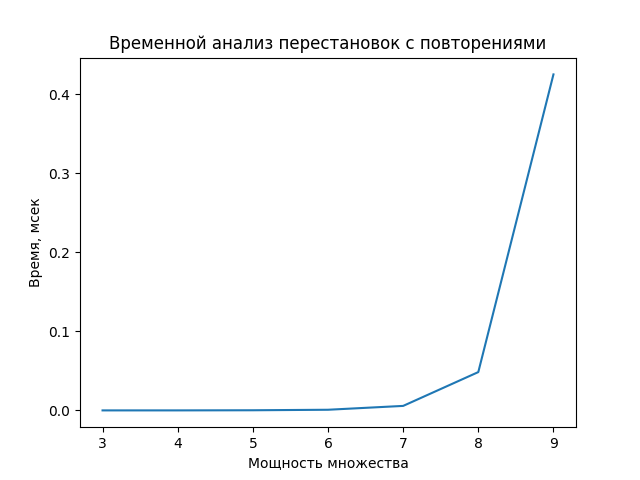 Временной анализ перестановок с повторениями
Время, мсек
0.4
0.3
0.2
0.1
0.0
3 4 5 6 7 8 9
Мощность множества